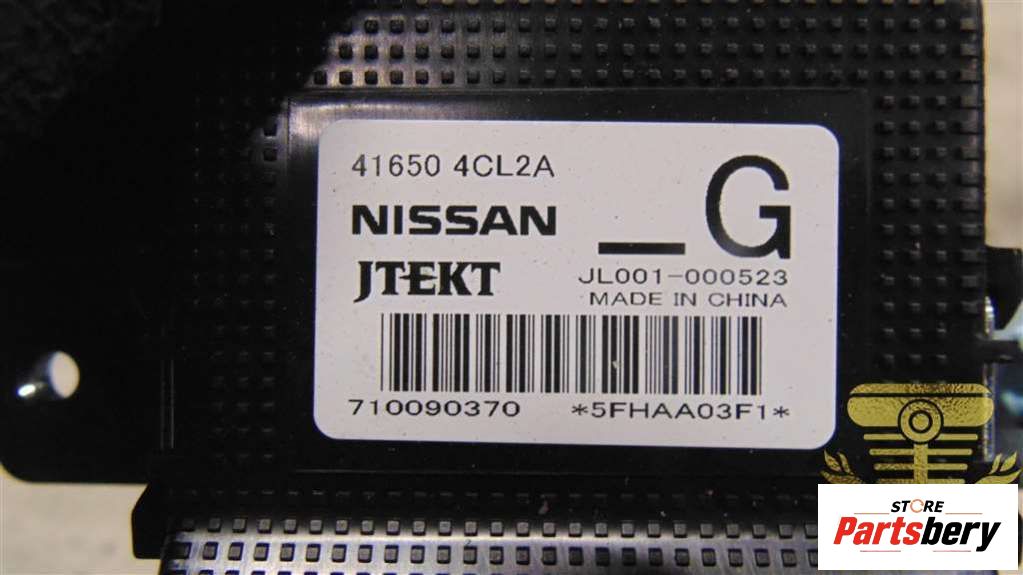 41650 4CL2A
NISSAN
_G
JTEKT
JL001-000523
MADE IN CHINA
710090370
*5FHAA03F1*
STORE
Partsbery